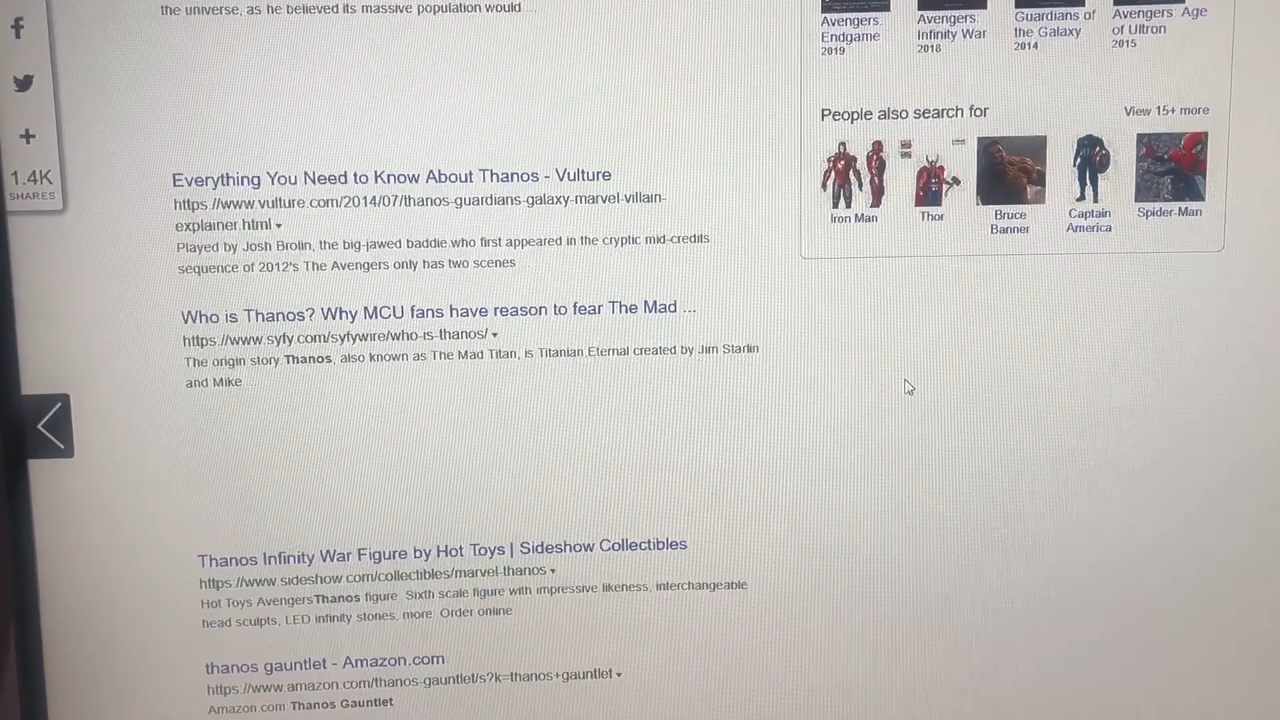 the universe, as he believed its massive population would ...
1.4K
SHARES
Everything You Need to Know About Thanos - Vulture
https://www.vulture.com/2014/07/thanos-guardians-galaxy-marvel-villain-
explainer.html
Played by Josh Brolin, the big-jawed baddie who first appeared in the cryptic mid-credits
sequence of 2012's The Avengers only has two scenes ...
Who is Thanos? Why MCU fans have reason to fear The Mad ...
https://www.syfy.com/syfywire/who-is-thanos/
The origin story. Thanos, also known as The Mad Titan, is Titanian Eternal created by Jim Starlin
and Mike ...
Thanos Infinity War Figure by Hot Toys | Sideshow Collectibles
https://www.sideshow.com/collectibles/marvel-thanos
Hot Toys AvengersThanos figure. Sixth scale figure with impressive likeness, interchangeable
head sculpts, LED infinity stones, more. Order online
thanos gauntlet - Amazon.com
https://www.amazon.com/thanos-gauntlet/s?k=thanos+gauntlet
Amazon.com: Thanos Gauntlet
Avengers:
Endgame
2019
Avengers:
Infinity War
2018
Guardians of
the Galaxy
2014
Avengers: Age
of Ultron
2015
People also search for
View 15+ more
Iron Man
Thor
Bruce
Banner
Captain
America
Spider-Man